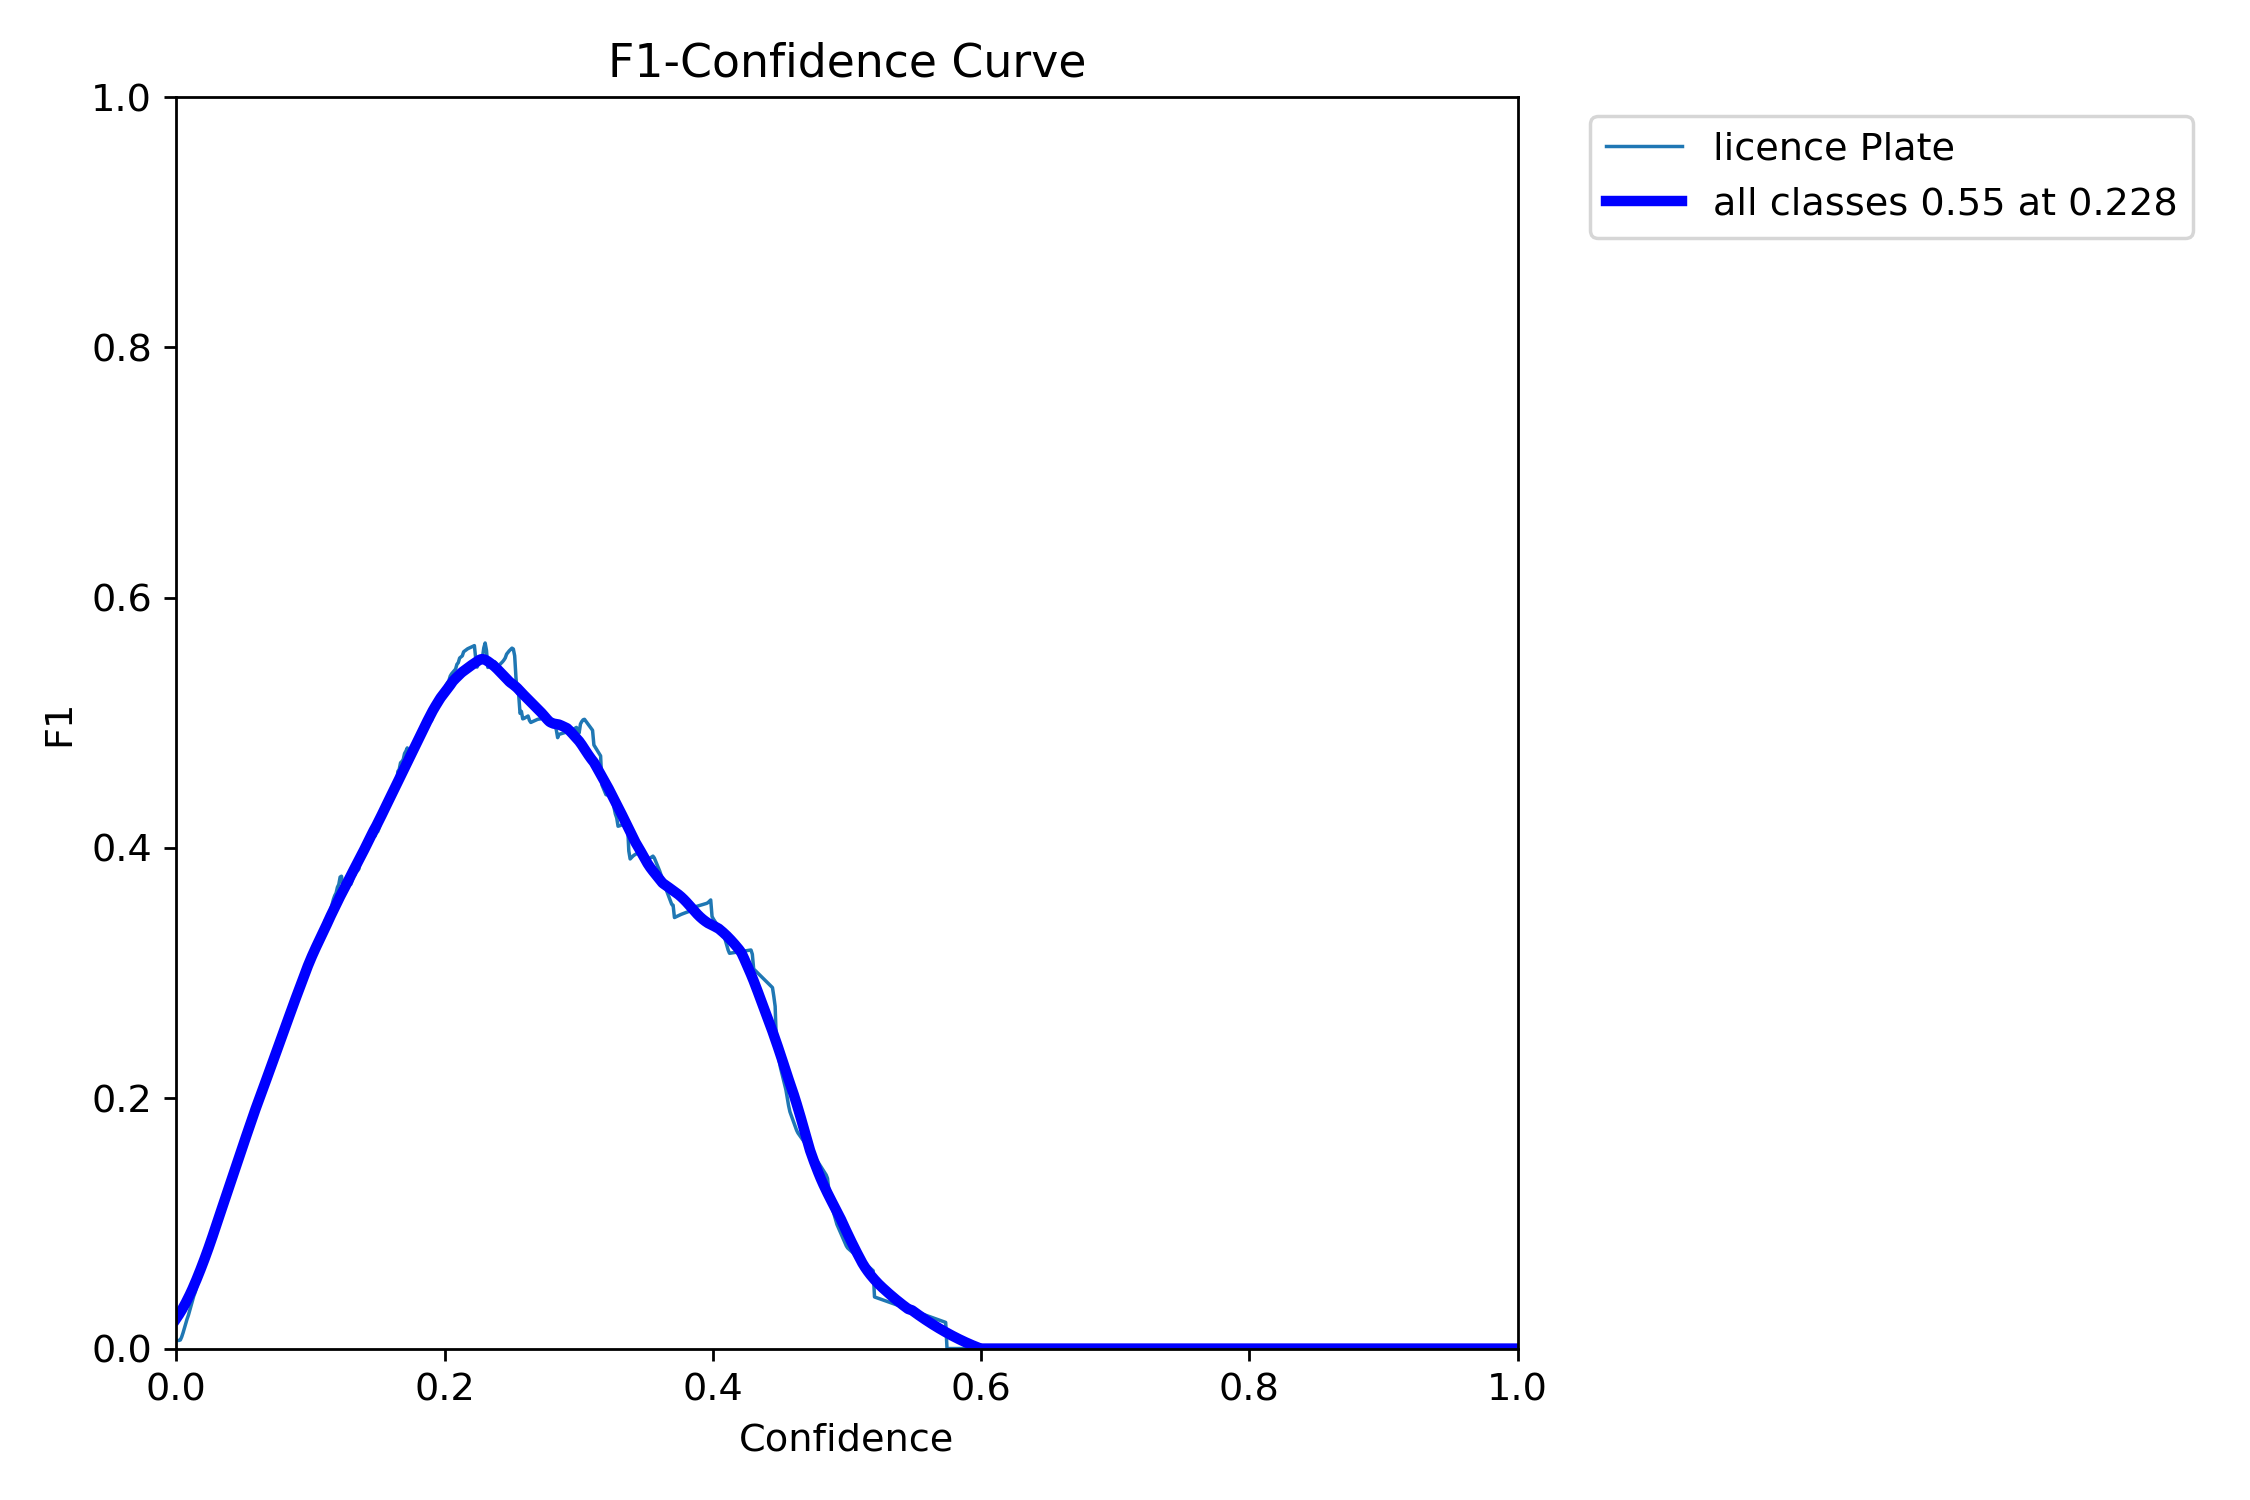 F1-Confidence Curve
1.0
0.8
0.6
0.4
0.2
0.0
F1
0.0 0.2 0.4 0.6 0.8 1.0
Confidence
licence Plate
all classes 0.55 at 0.228